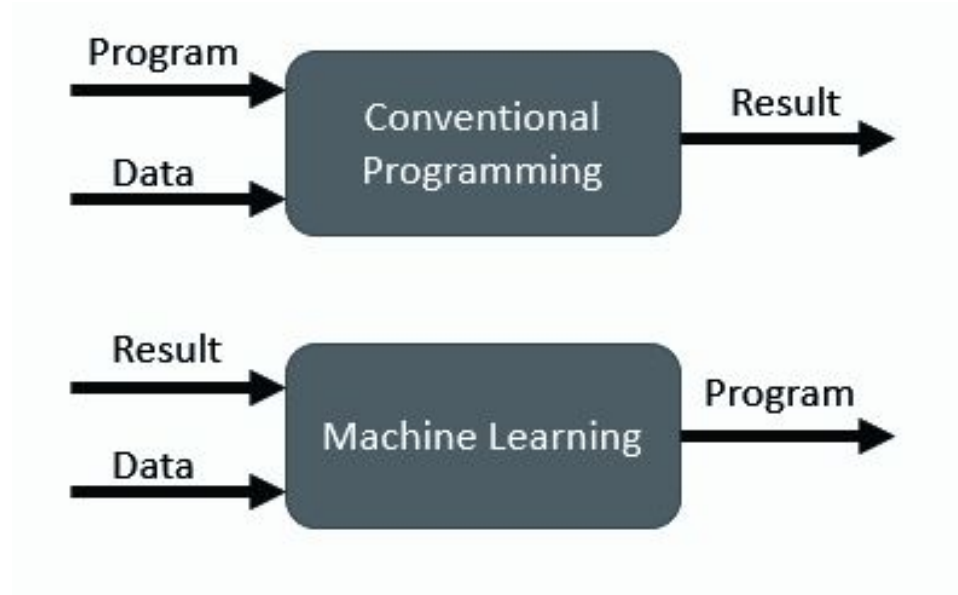 Program
Data
Conventional
Programming
Result
Result
Data
Machine Learning
Program